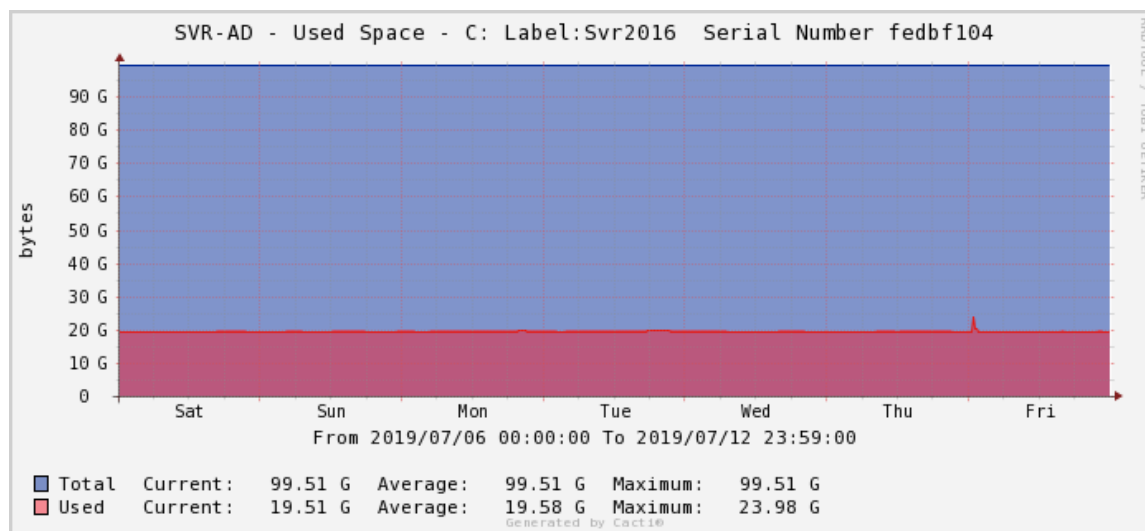 SVR-AD - Used Space - C: Label:Svr2016  Serial Number fedbf104
RRDTOOL / TOBI OETIKER
bytes
90 G
80 G
70 G
60 G
50 G
40 G
30 G
20 G
10 G
0
Sat Sun Mon Tue Wed Thu Fri
From 2019/07/06 00:00:00 To 2019/07/12 23:59:00
Total Current: 99.51 G Average: 99.51 G Maximum: 99.51 G
Used Current: 19.51 G Average: 19.58 G Maximum: 23.98 G
Generated by Cacti®